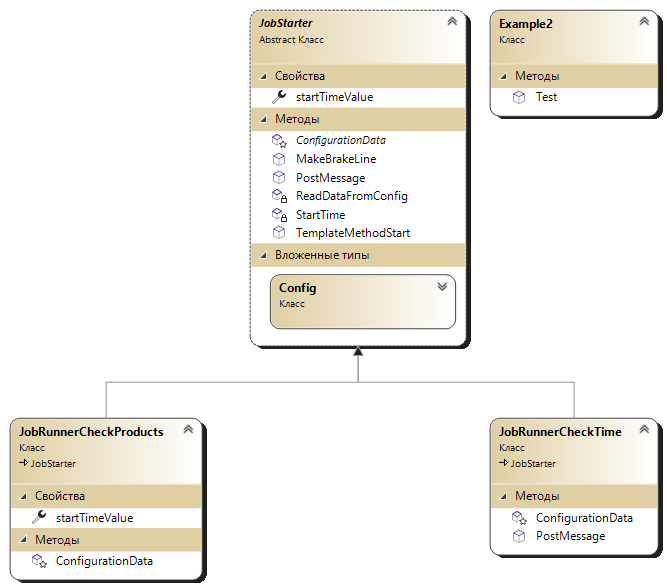 JobStarter
Abstract Класс
Свойства
startTimeValue
Методы
ConfigurationData
MakeBrakeLine
PostMessage
ReadDataFromConfig
StartTime
TemplateMethodStart
Вложенные типы
Config
Класс
Example2
Класс
Методы
Test
JobRunnerCheckProducts
Класс
JobStarter
Свойства
startTimeValue
Методы
ConfigurationData
JobRunnerCheckTime
Класс
JobStarter
Методы
ConfigurationData
PostMessage